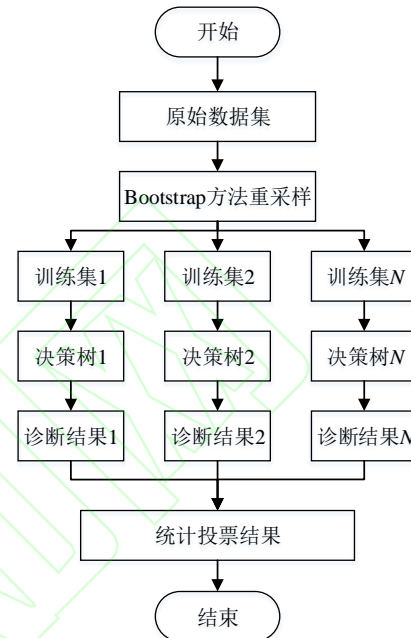 开始
原始数据集
Bootstrap方法重采样
训练集1
训练集2
训练集N
决策树1
决策树2
决策树N
诊断结果1
诊断结果2
诊断结果N
统计投票结果
结束